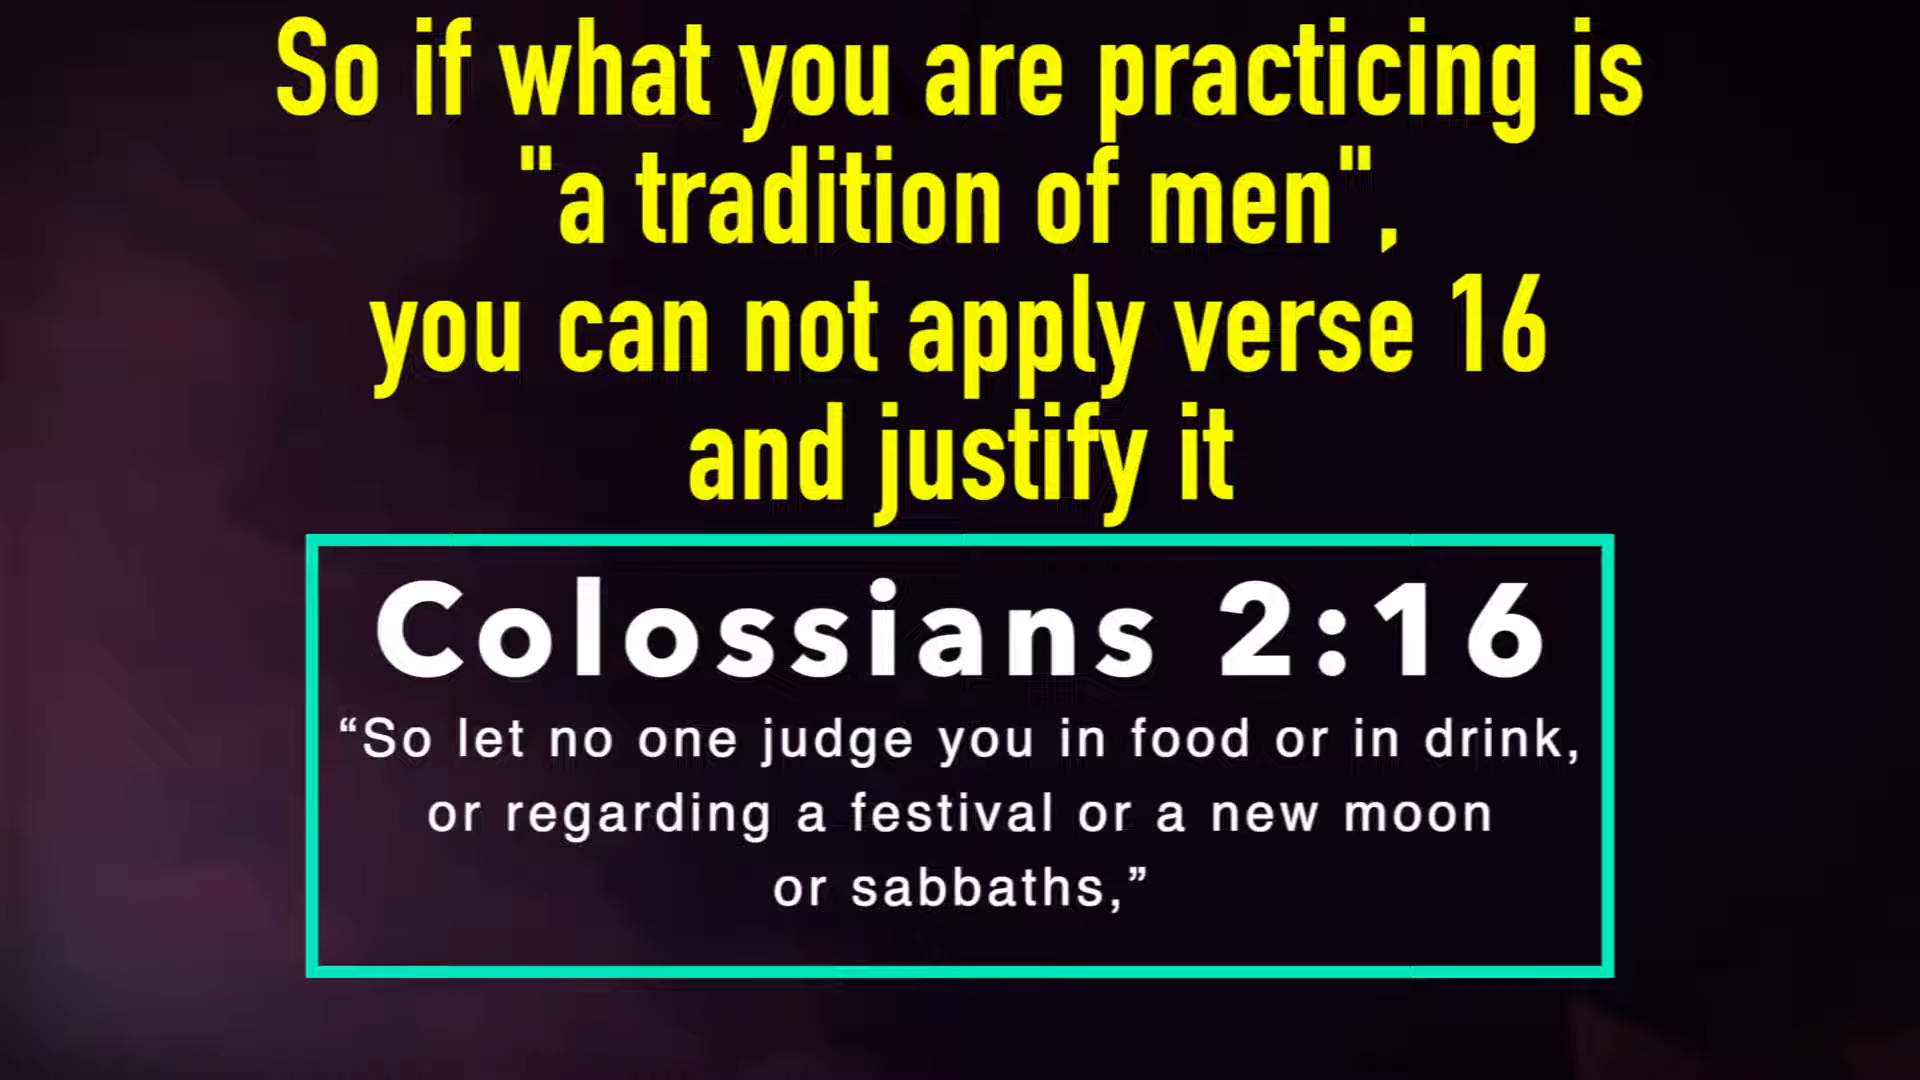 So if what you are practicing is
"a tradition of men",
you can not apply verse 16
and justify it
Colossians 2:16
“So let no one judge you in food or in drink,
or regarding a festival or a new moon
or sabbaths,”